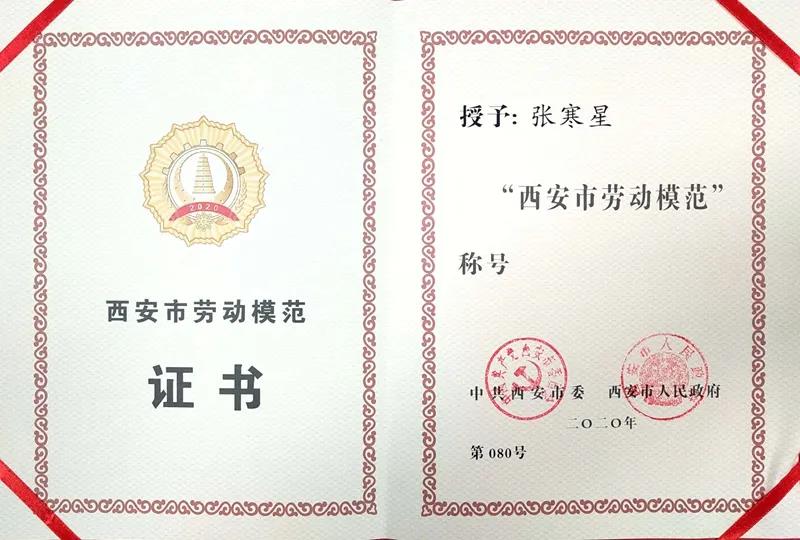 2020
西安市劳动模范
证书
授予: 张寒星
“西安市劳动模范”
称号
中共西安市委 西安市人民政府
二〇二〇年
第080号